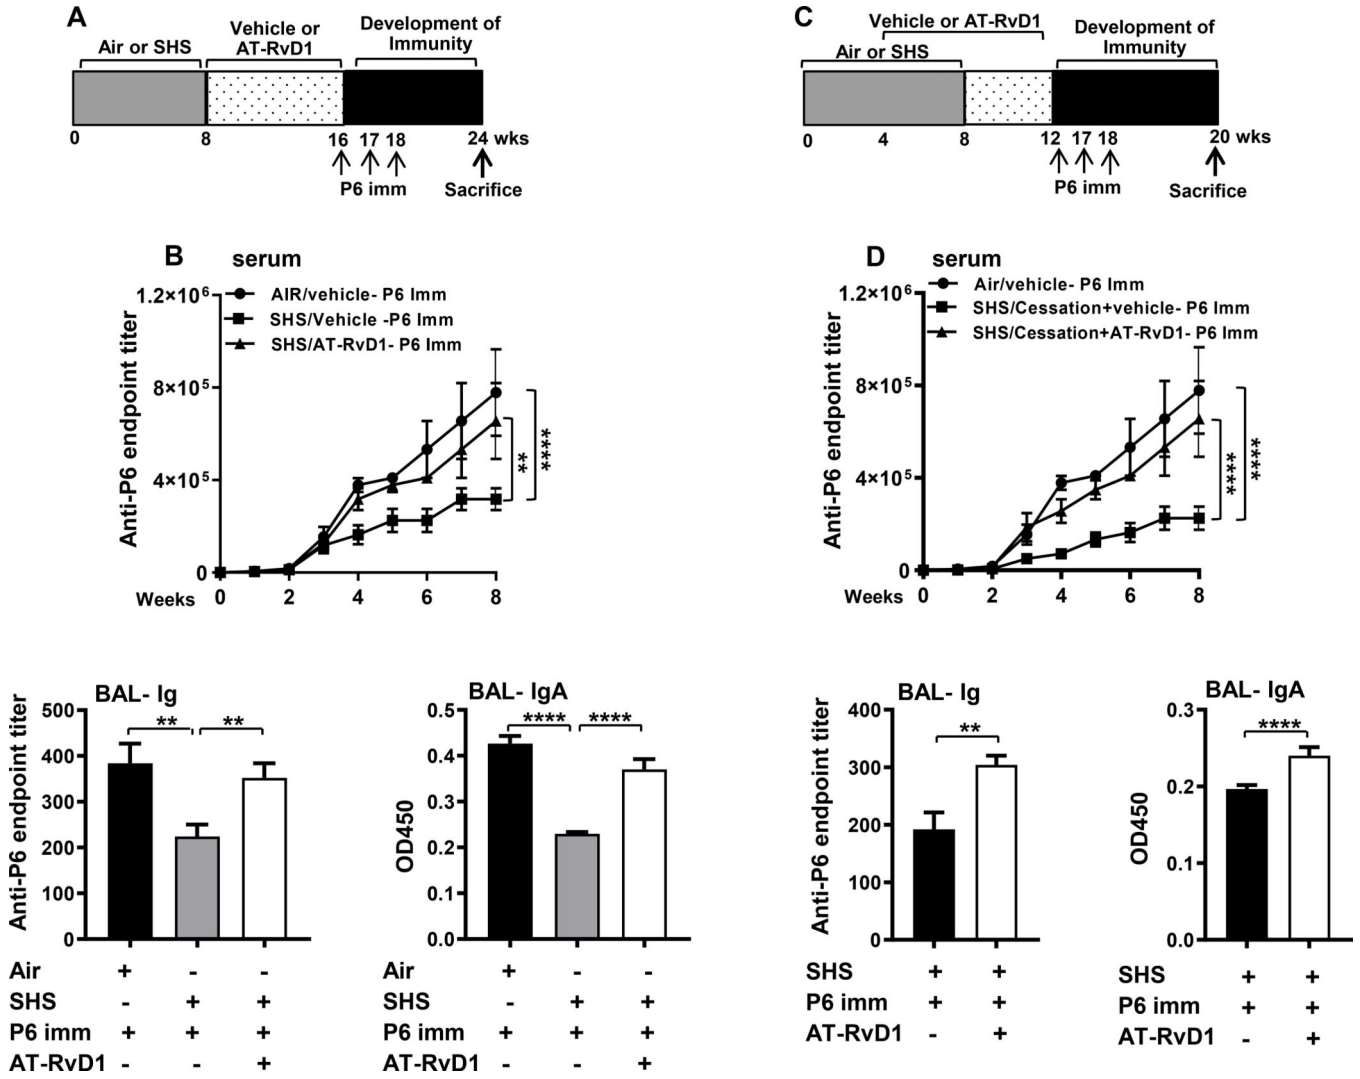 A
Air or SHS
Vehicle or
AT-RvD1
Development of
Immunity
0 8 16 17 18 24 wks
P6 imm
Sacrifice
C
Vehicle or AT-RvD1
Air or SHS
Development of
Immunity
0 4 8 12 17 18 20 wks
P6 imm
Sacrifice
B serum
AIR/vehicle- P6 Imm
SHS/Vehicle -P6 Imm
SHS/AT-RvD1- P6 Imm
Anti-P6 endpoint titer
1.2×10⁶
8×10⁵
4×10⁵
0
**
****
Weeks 0 2 4 6 8
D serum
Air/vehicle- P6 Imm
SHS/Cessation+vehicle- P6 Imm
SHS/Cessation+AT-RvD1- P6 Imm
Anti-P6 endpoint titer
1.2×10⁶
8×10⁵
4×10⁵
0
****
****
Weeks 0 2 4 6 8
BAL- Ig
Anti-P6 endpoint titer
500
400
300
200
100
0
** **
Air + - -
SHS - + +
P6 imm + + +
AT-RvD1 - - +
BAL- IgA
OD450
0.5
0.4
0.3
0.2
0.1
0.0
**** ****
Air + - -
SHS - + +
P6 imm + + +
AT-RvD1 - - +
BAL- Ig
Anti-P6 endpoint titer
400
300
200
100
0
**
SHS + +
P6 imm + +
AT-RvD1 - +
BAL- IgA
OD450
0.3
0.2
0.1
0.0
****
SHS + +
P6 imm + +
AT-RvD1 - +